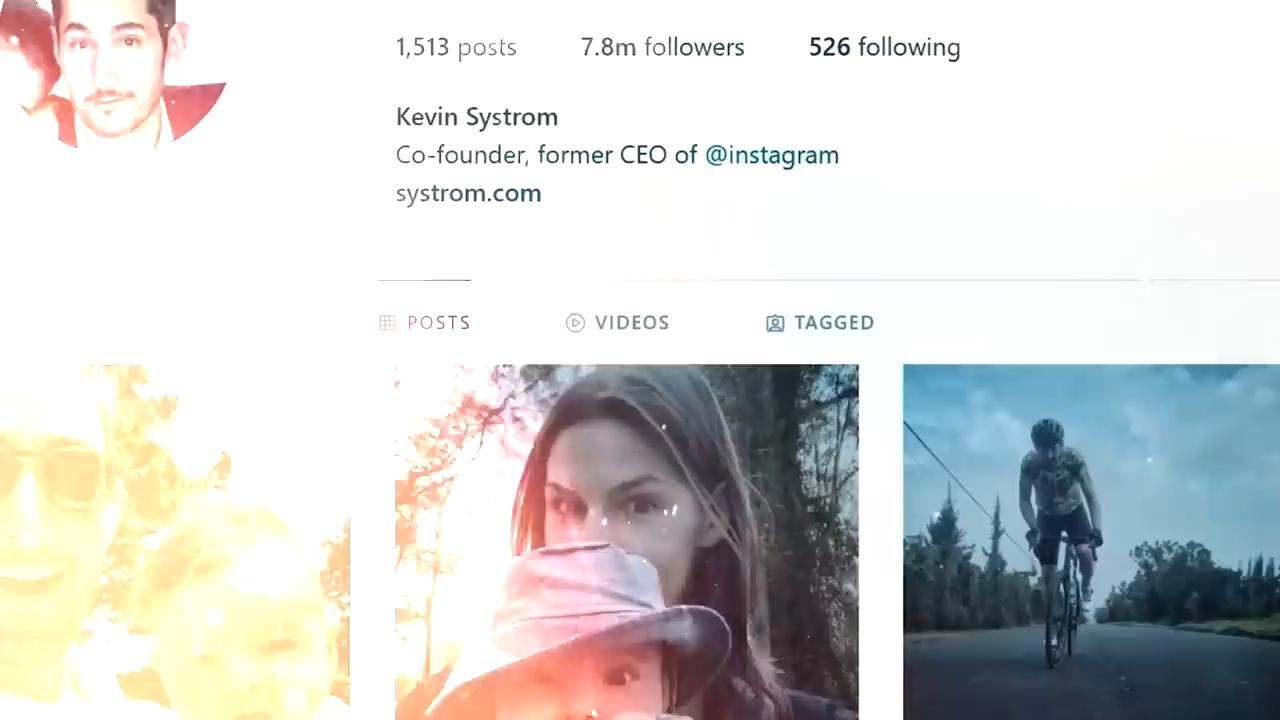 1,513 posts 7.8m followers 526 following
Kevin Systrom
Co-founder, former CEO of @instagram
systrom.com
POSTS VIDEOS TAGGED